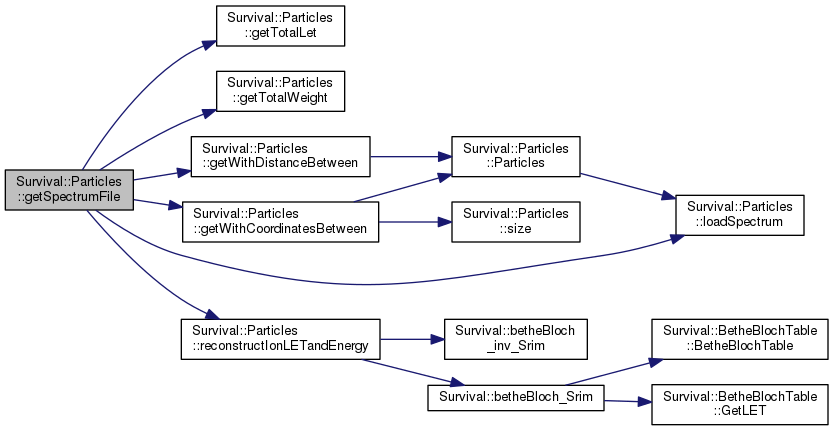 Survival::Particles
::getTotalLet
Survival::Particles
::getTotalWeight
Survival::Particles
::getWithDistanceBetween
Survival::Particles
::Particles
Survival::Particles
::getSpectrumFile
Survival::Particles
::getWithCoordinatesBetween
Survival::Particles
::size
Survival::Particles
::loadSpectrum
Survival::Particles
::reconstructIonLETandEnergy
Survival::betheBloch
_inv_Srim
Survival::BetheBlochTable
::BetheBlochTable
Survival::betheBloch_Srim
Survival::BetheBlochTable
::GetLET